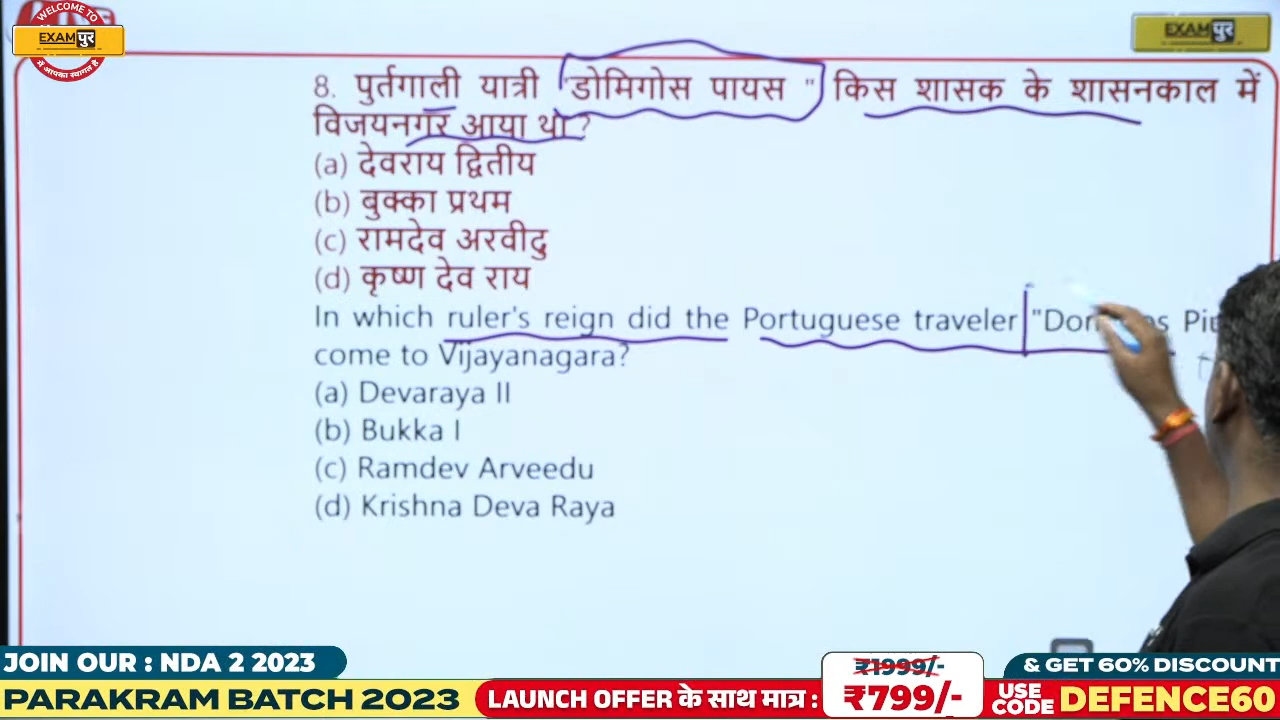 WELCOME TO
EXAMपुर
में आपका स्वागत है
EXAMपुर
8. पुर्तगाली यात्री "डोमिगोस पायस " किस शासक के शासनकाल में
विजयनगर आया था ?
(a) देवराय द्वितीय
(b) बुक्का प्रथम
(c) रामदेव अरवीदु
(d) कृष्ण देव राय
In which ruler's reign did the Portuguese traveler
come to Vijayanagara?
(a) Devaraya II
(b) Bukka I
(c) Ramdev Arveedu
(d) Krishna Deva Raya
JOIN OUR : NDA 2 2023
PARAKRAM BATCH 2023
LAUNCH OFFER के साथ मात्र :
₹1999/-
₹799/-
& GET 60% DISCOUNT
USE CODE DEFENCE60